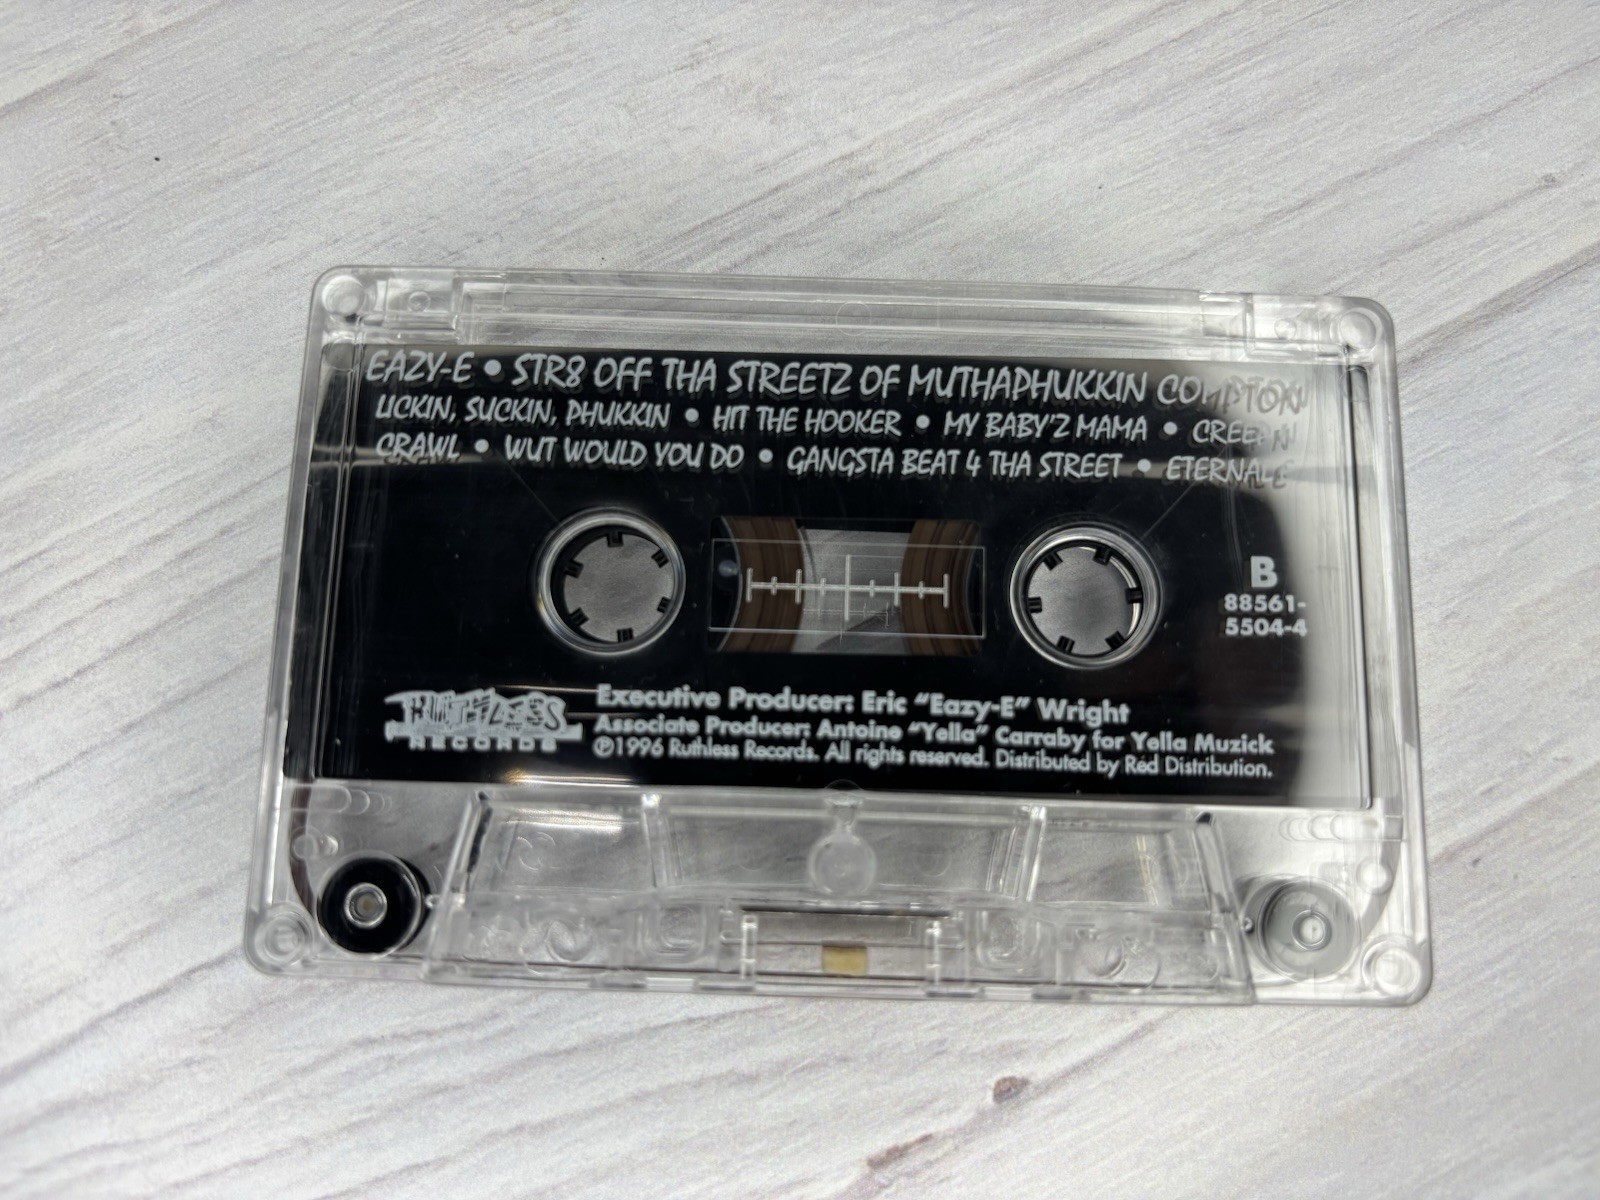 EAZY-E • STR8 OFF THA STREETZ OF MUTHAPHUKKIN COMPTON
LICKIN, SUCKIN, PHUKKIN • HIT THE HOOKER • MY BABY'Z MAMA • CREEP N
CRAWL • WUT WOULD YOU DO • GANGSTA BEAT 4 THA STREET • ETERNAL E
B
88561-
5504-4
RUTHLESS
RECORDS
Executive Producer: Eric "Eazy-E" Wright
Associate Producer: Antoine "Yella" Carraby for Yella Muzick
℗1996 Ruthless Records. All rights reserved. Distributed by Red Distribution.